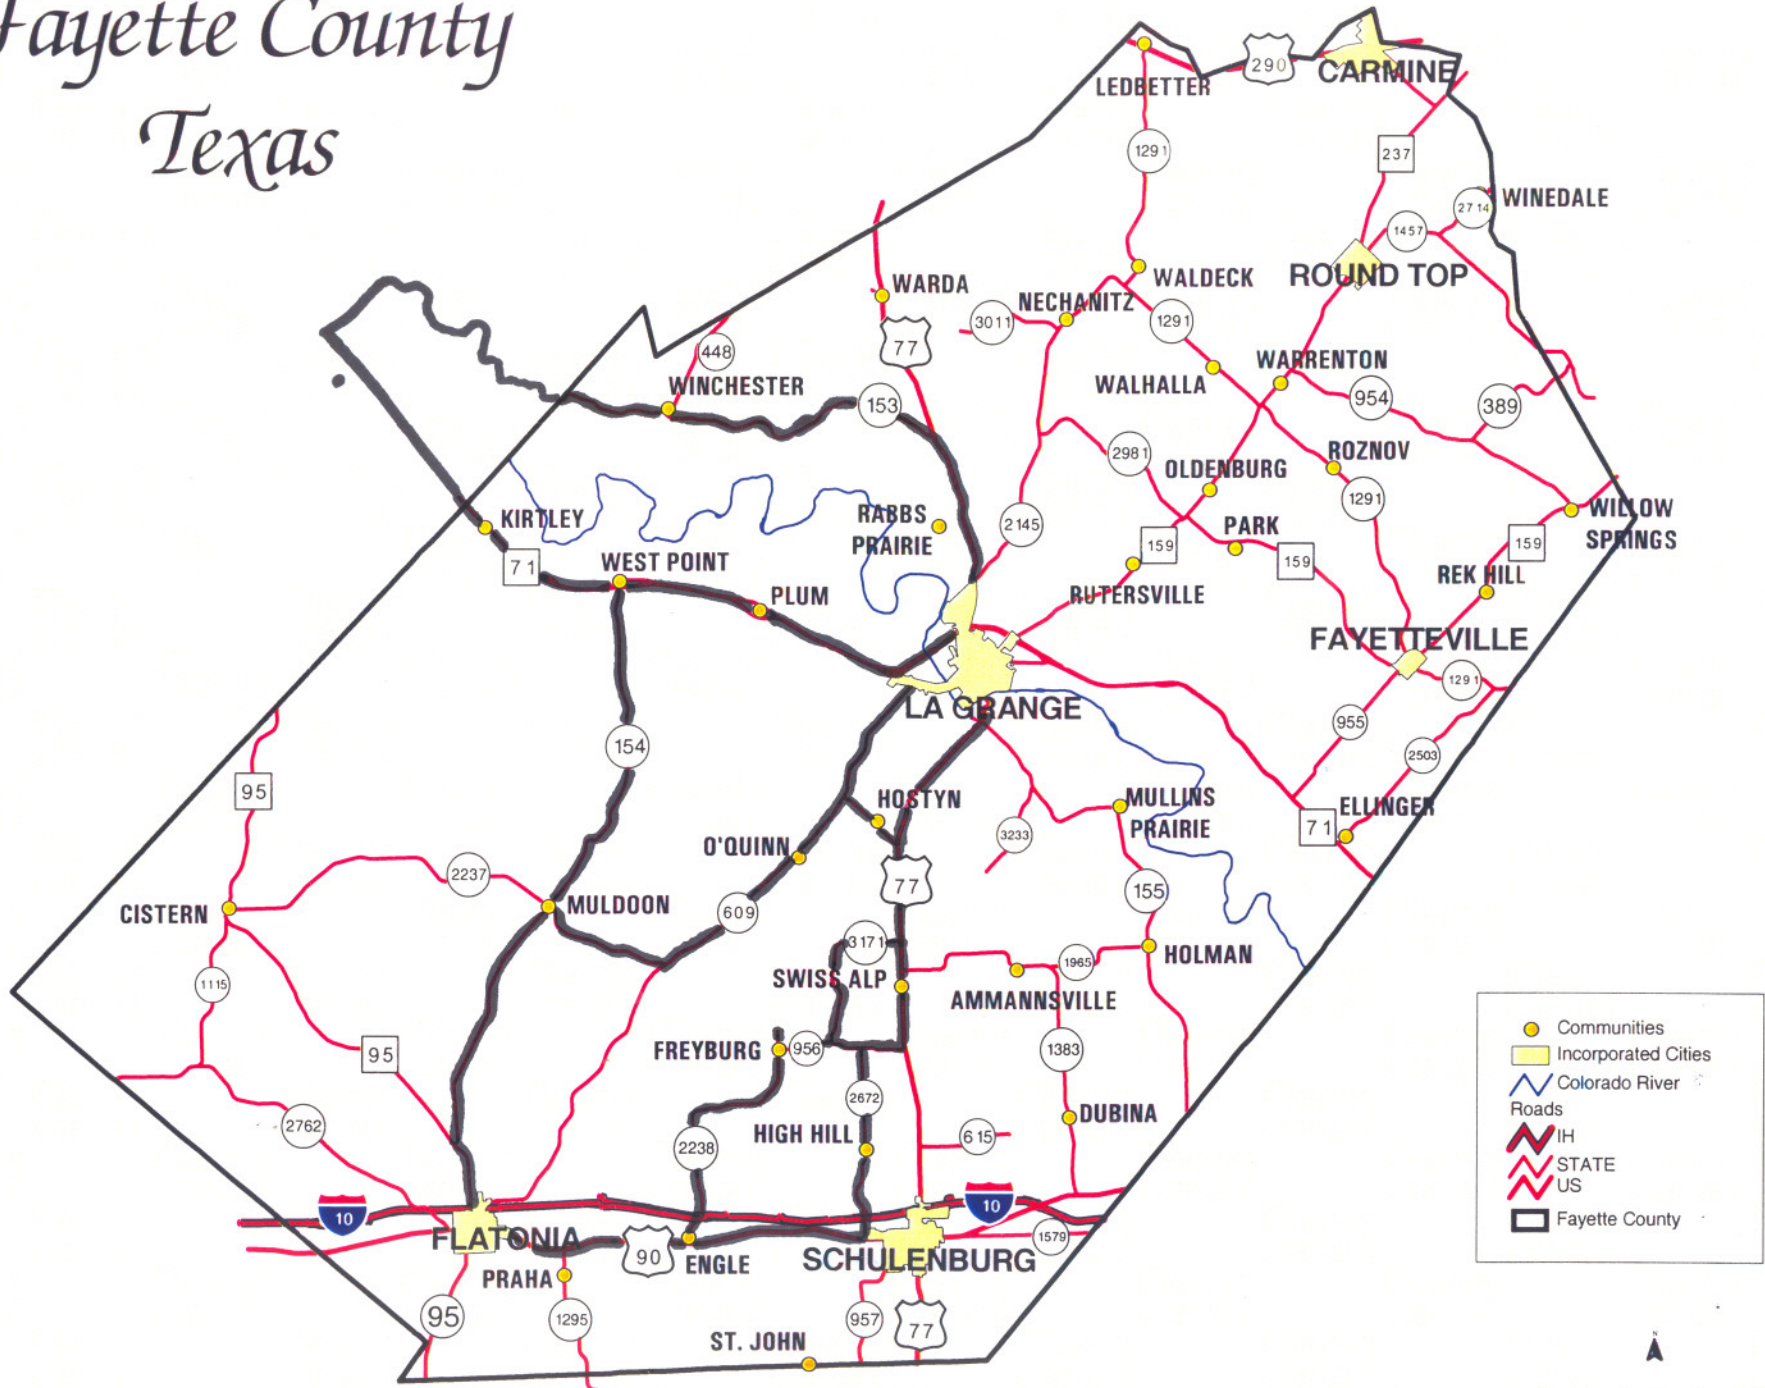 Fayette County
Texas
LEDBETTER
290
CARMINE
1291
237
2714
WINEDALE
1457
ROUND TOP
WARDA
WALDECK
NECHANITZ
3011
1291
77
448
WINCHESTER
153
WALHALLA
WARRENTON
954
389
2981
OLDENBURG
ROZNOV
1291
KIRTLEY
RABBS
PRAIRIE
2145
PARK
159
159
159
WILLOW
SPRINGS
71
WEST POINT
PLUM
RUTERSVILLE
REK HILL
FAYETTEVILLE
1291
LA GRANGE
955
2503
154
95
HOSTYN
MULLINS
PRAIRIE
3233
ELLINGER
71
O'QUINN
2237
77
155
CISTERN
MULDOON
609
3171
SWISS ALP
1965
HOLMAN
AMMANNSVILLE
1115
95
FREYBURG
956
1383
2762
2672
2238
HIGH HILL
615
DUBINA
10
10
FLATONIA
90
ENGLE
SCHULENBURG
1579
PRAHA
95
1295
957
77
ST. JOHN
Communities
Incorporated Cities
Colorado River
Roads
IH
STATE
US
Fayette County
N